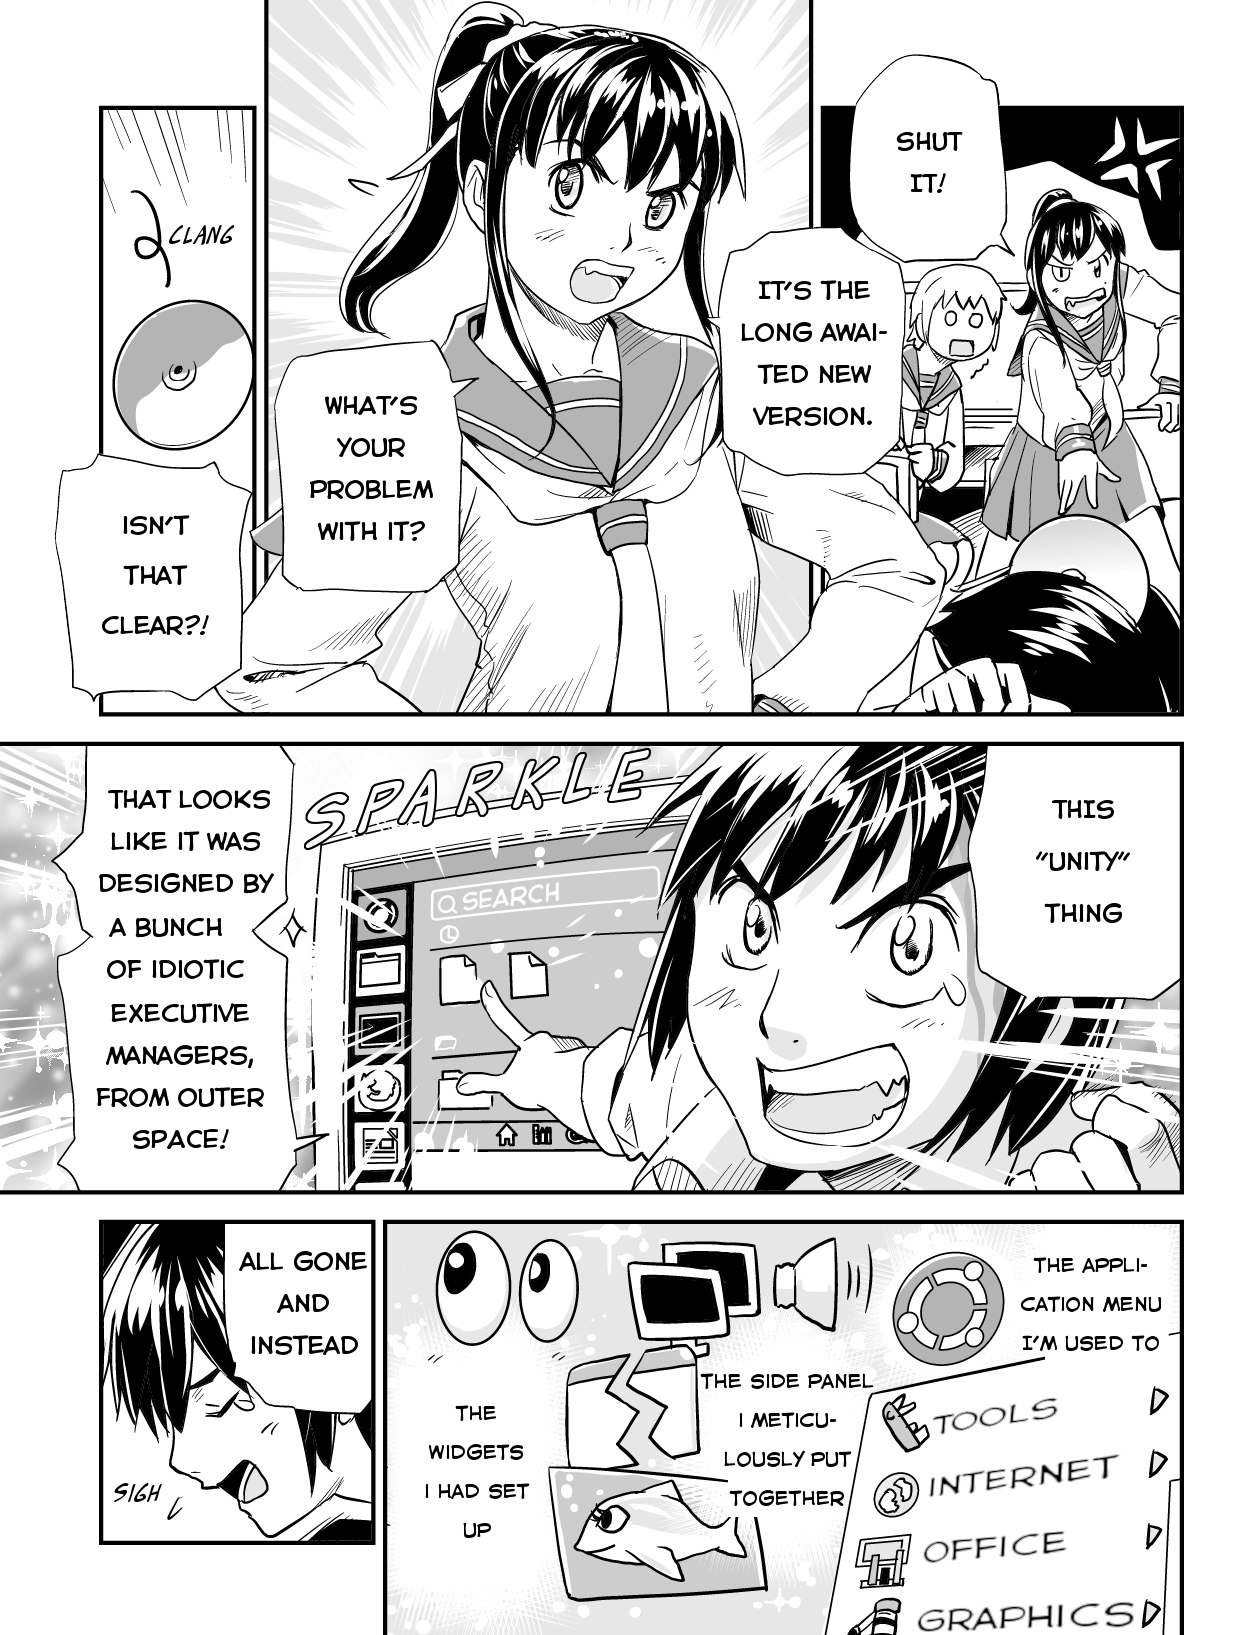 SHUT
IT!
IT'S THE
LONG AWAI-
TED NEW
VERSION.
WHAT'S
YOUR
PROBLEM
WITH IT?
CLANG
ISN'T
THAT
CLEAR?!
THIS
"UNITY"
THING
SPARKLE
SEARCH
THAT LOOKS
LIKE IT WAS
DESIGNED BY
A BUNCH
OF IDIOTIC
EXECUTIVE
MANAGERS,
FROM OUTER
SPACE!
THE APPLI-
CATION MENU
I'M USED TO
TOOLS
INTERNET
OFFICE
GRAPHICS
THE SIDE PANEL
I METICU-
LOUSLY PUT
TOGETHER
THE
WIDGETS
I HAD SET
UP
ALL GONE
AND
INSTEAD
SIGH